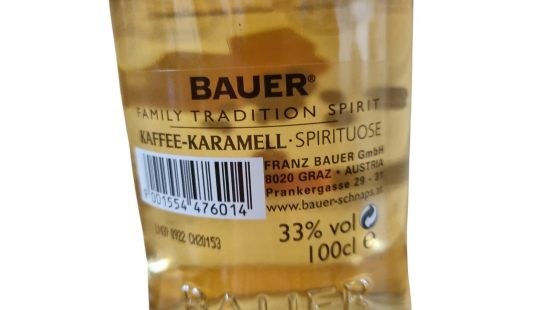 BAUER®
FAMILY TRADITION SPIRIT
KAFFEE-KARAMELL · SPIRITUOSE
FRANZ BAUER GmbH
8020 GRAZ • AUSTRIA
Prankergasse 29 - 31
www.bauer-schnaps.at
9 001554 476014
33% vol
100cl e
BAUER